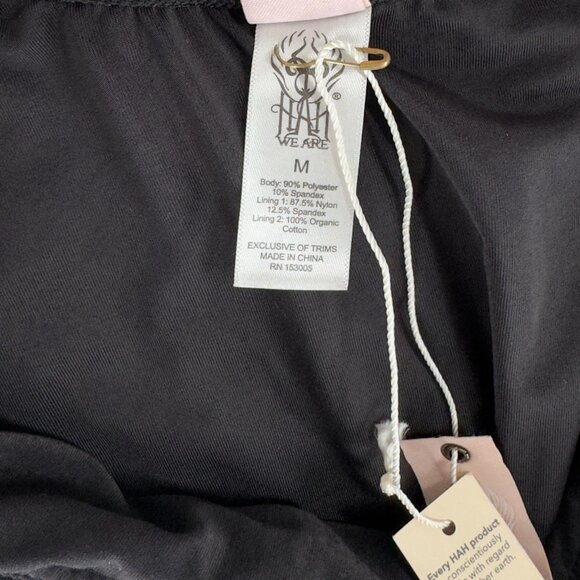 HAH
®
WE ARE
M
Body: 90% Polyester
10% Spandex
Lining 1: 87.5% Nylon
12.5% Spandex
Lining 2: 100% Organic
Cotton
EXCLUSIVE OF TRIMS
MADE IN CHINA
RN 153005
Every HAH product
conscientiously
with regard
earth.